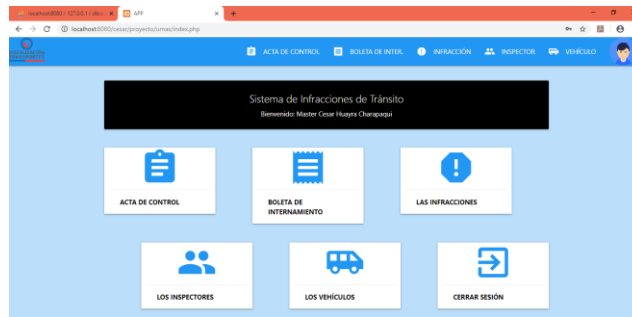 localhost:8080 / 127.0.0.1 /
APP
localhost:8080/cesar/proyecto/umas/index.php
ACTA DE CONTROL
BOLETA DE INTER.
INFRACCIÓN
INSPECTOR
VEHÍCULO
Sistema de Infracciones de Tránsito
Bienvenido: Master Cesar Huayra Charapaqui
ACTA DE CONTROL
BOLETA DE
INTERNAMIENTO
LAS INFRACCIONES
LOS INSPECTORES
LOS VEHÍCULOS
CERRAR SESIÓN